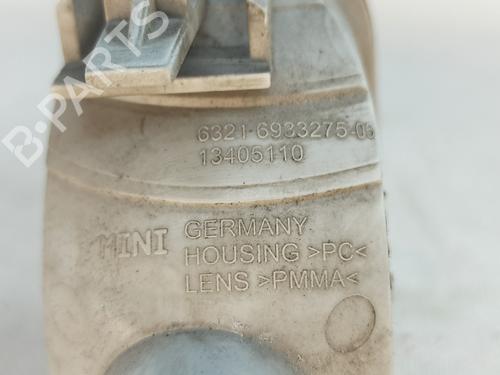 B-PARTS
6321-6933275-05
13405110
MINI
GERMANY
HOUSING >PC<
LENS >PMMA<